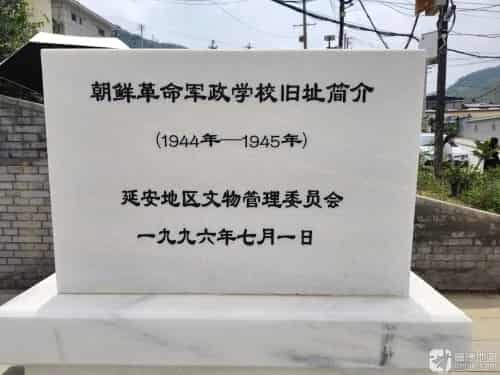 朝鲜革命军政学校旧址简介
(1944年—1945年)
延安地区文物管理委员会
一九九六年七月一日